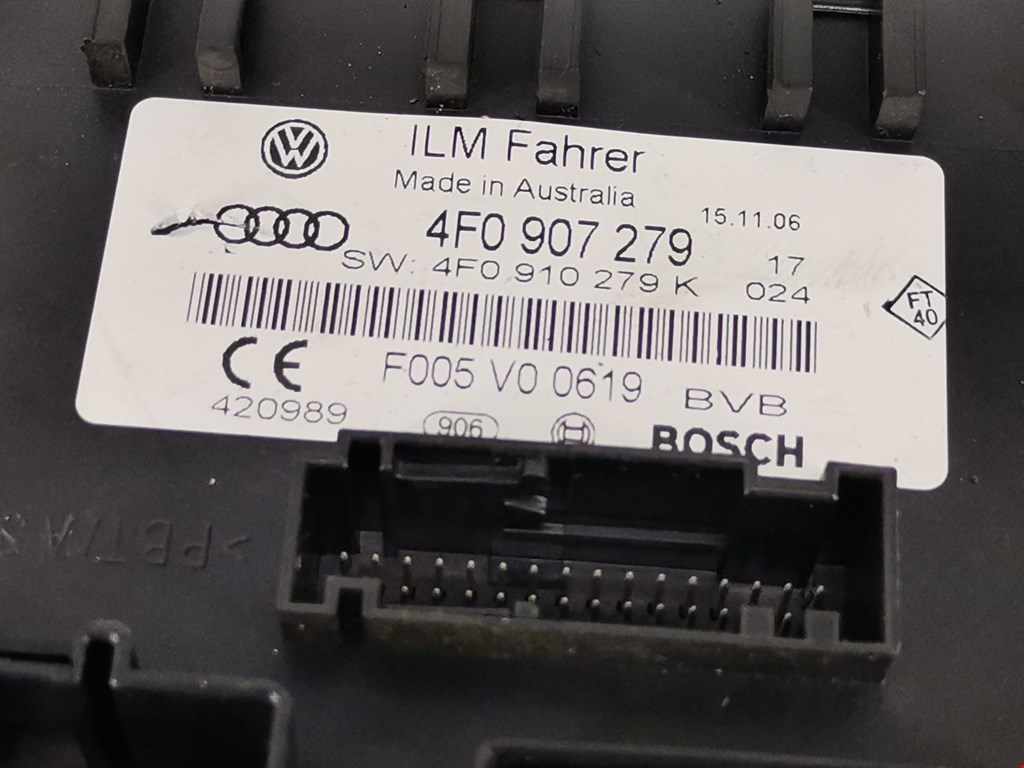 ILM Fahrer
Made in Australia
15.11.06
4F0 907 279
17
SW: 4F0 910 279 K
024
FT
40
CE
F005 V0 0619
BVB
420989
906
BOSCH